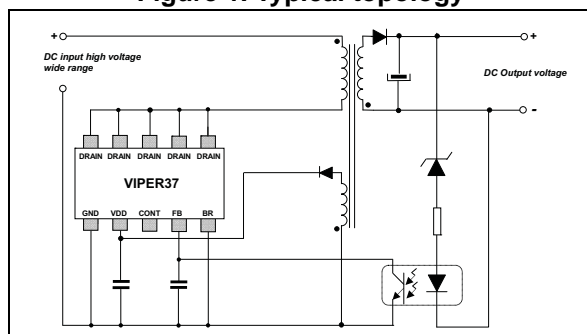 Figure 1. Typical topology
+
DC input high voltage
wide range
+
DC Output voltage
-
DRAIN DRAIN DRAIN DRAIN DRAIN
VIPER37
GND VDD CONT FB BR